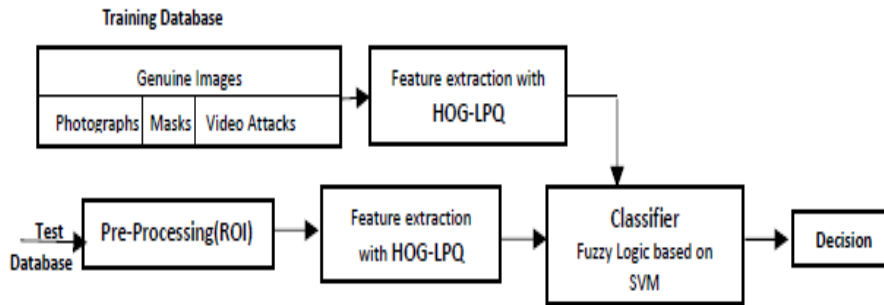 Training Database
Genuine Images
Photographs Masks Video Attacks
Feature extraction with
HOG-LPQ
Test
Database
Pre-Processing(ROI)
Feature extraction
with HOG-LPQ
Classifier
Fuzzy Logic based on
SVM
Decision